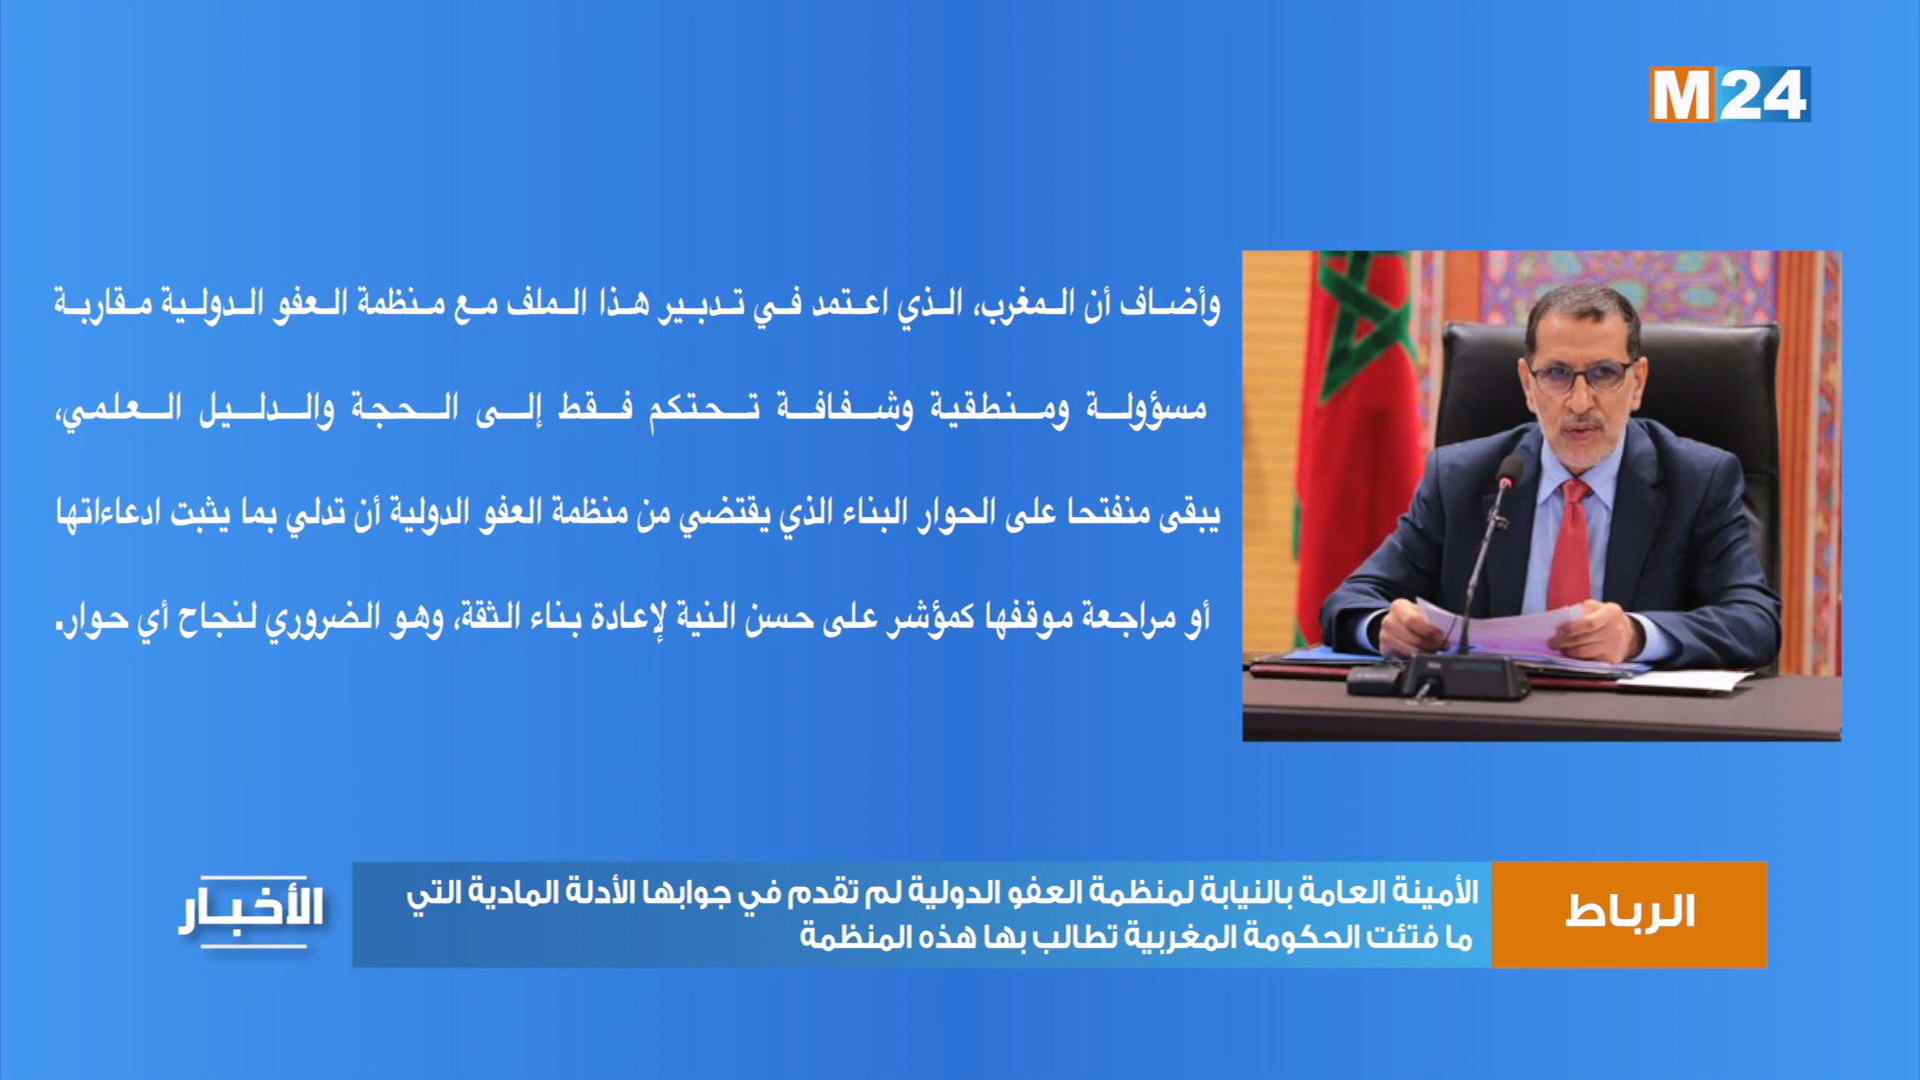 M24
وأضاف أن المغرب، الذي اعتمد في تدبير هذا الملف مع منظمة العفو الدولية مقاربة
مسؤولة ومنطقية وشفافة تحتكم فقط إلى الحجة والدليل العلمي،
يبقى منفتحا على الحوار البناء الذي يقتضي من منظمة العفو الدولية أن تدلي بما يثبت ادعاءاتها
أو مراجعة موقفها كمؤشر على حسن النية لإعادة بناء الثقة، وهو الضروري لنجاح أي حوار.
الرباط
الأمينة العامة بالنيابة لمنظمة العفو الدولية لم تقدم في جوابها الأدلة المادية التي
ما فتئت الحكومة المغربية تطالب بها هذه المنظمة
الأخبار